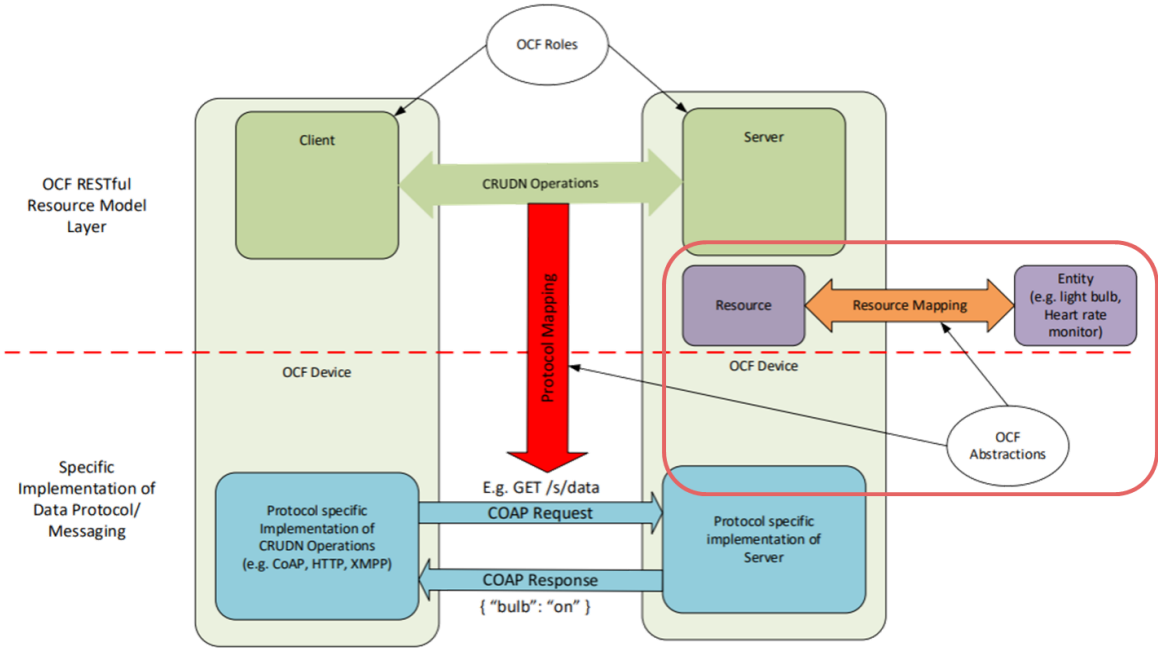 OCF Roles
Client
Server
CRUDN Operations
OCF RESTful
Resource Model
Layer
Protocol Mapping
Resource
Resource Mapping
Entity
(e.g. light bulb,
Heart rate
monitor)
OCF Device
OCF Device
OCF
Abstractions
Specific
Implementation of
Data Protocol/
Messaging
Protocol specific
Implementation of
CRUDN Operations
(e.g. CoAP, HTTP, XMPP)
E.g. GET /s/data
COAP Request
COAP Response
{ “bulb”: “on” }
Protocol specific
implementation of
Server